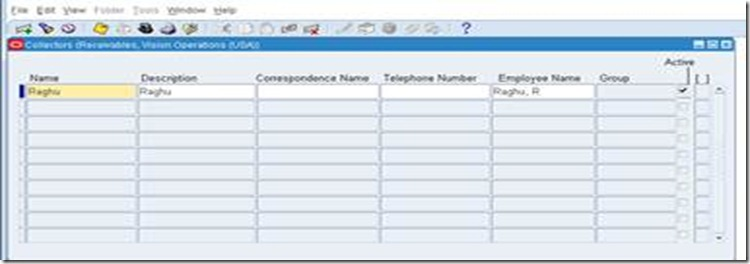 File Edit View Folder Tools Window Help
Collectors (Receivables, Vision Operations (USA))
Active
Name Description Correspondence Name Telephone Number Employee Name Group [ ]
Raghu Raghu Raghu, R